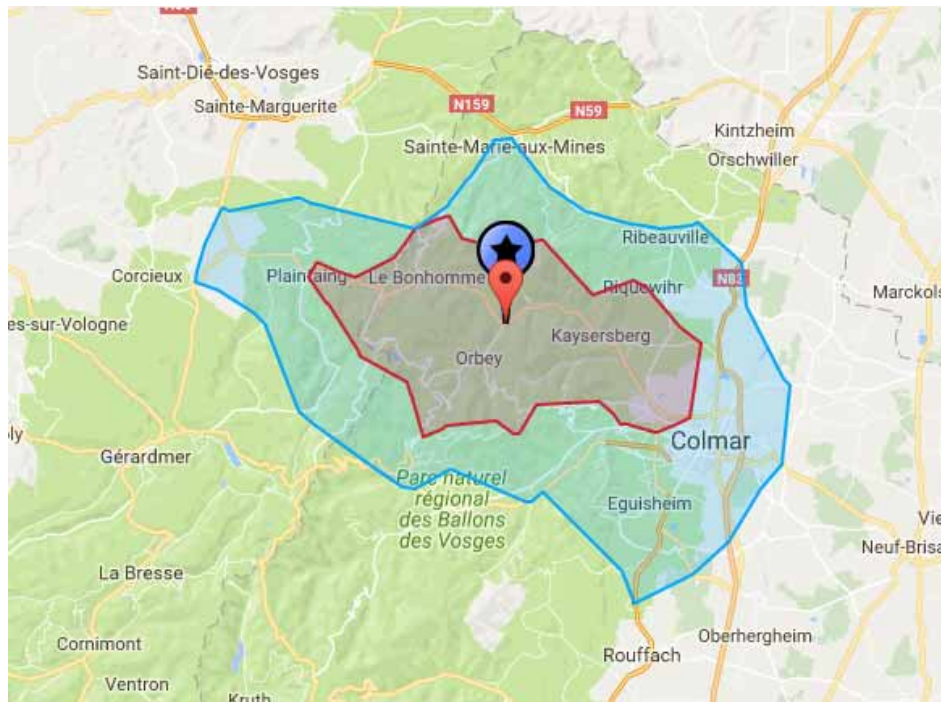 Saint-Dié-des-Vosges
Sainte-Marguerite
N159
N59
Kintzheim
Sainte-Marie-aux-Mines
Orschwiller
Ribeauville
Corcieux
Plainfaing
Le Bonhomme
N83
Riquewihr
Marckols
es-sur-Vologne
Kaysersberg
Orbey
oly
Colmar
Gérardmer
Parc naturel
régional
des Ballons
des Vosges
Eguisheim
Vie
Neuf-Brisa
La Bresse
Cornimont
Oberhergheim
Rouffach
Ventron
Kruth